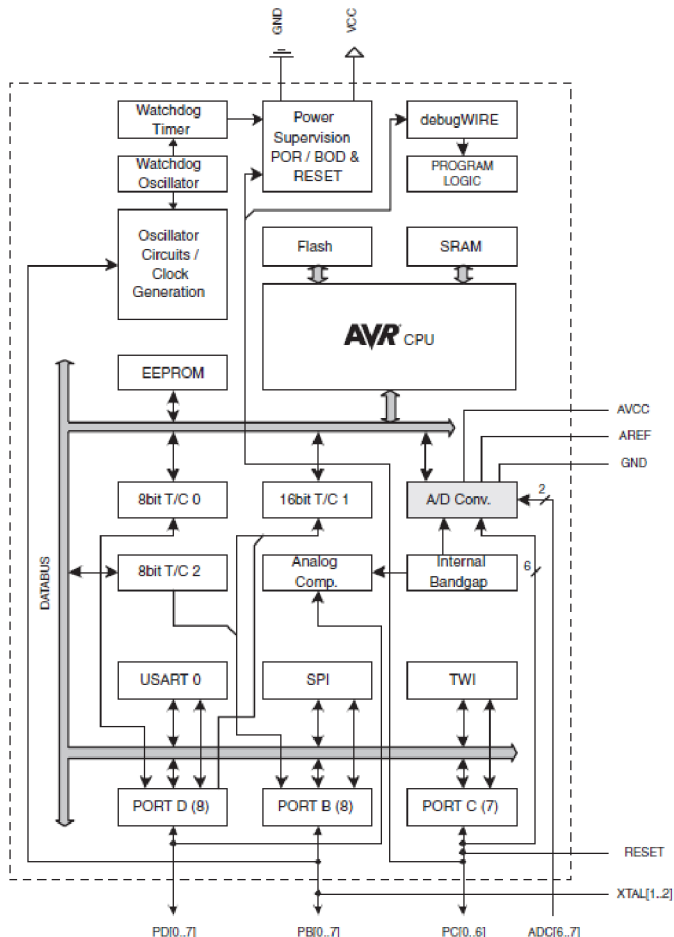 GND
VCC
Watchdog
Timer
Power
Supervision
POR / BOD &
RESET
debugWIRE
Watchdog
Oscillator
PROGRAM
LOGIC
Oscillator
Circuits /
Clock
Generation
Flash
SRAM
AVR CPU
EEPROM
AVCC
AREF
GND
8bit T/C 0
16bit T/C 1
A/D Conv.
2
DATABUS
8bit T/C 2
Analog
Comp.
Internal
Bandgap
6
USART 0
SPI
TWI
PORT D (8)
PORT B (8)
PORT C (7)
RESET
XTAL[1..2]
PD[0..7]
PB[0..7]
PC[0..6]
ADC[6..7]